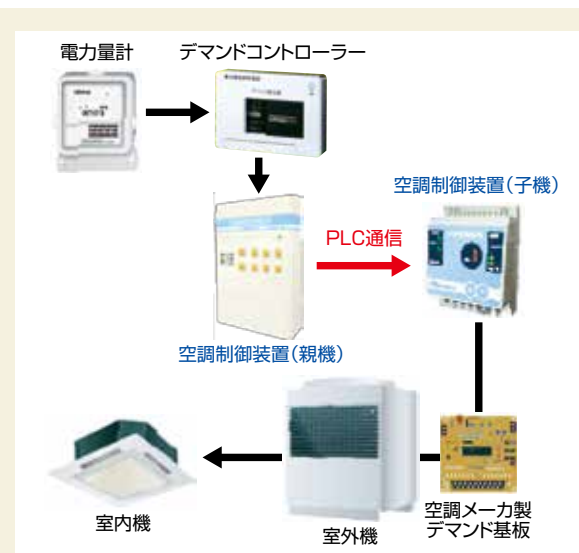 電力量計
デマンドコントローラー
空調制御装置(子機)
PLC通信
空調制御装置(親機)
室内機
室外機
空調メーカ製
デマンド基板